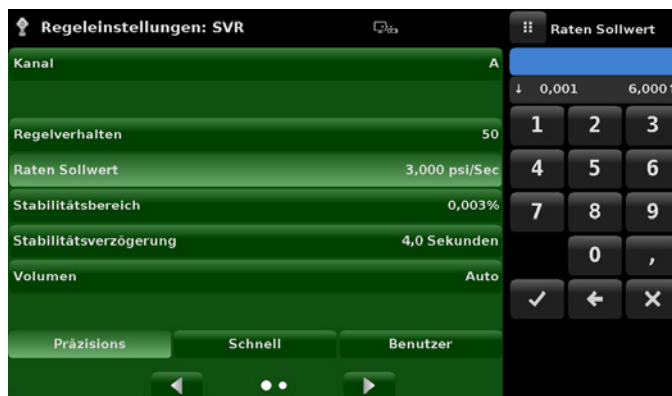 Regeleinstellungen: SVR
Kanal A
Regelverhalten 50
Raten Sollwert 3,000 psi/Sec
Stabilitätsbereich 0,003%
Stabilitätsverzögerung 4,0 Sekunden
Volumen Auto
Präzisions Schnell Benutzer
Raten Sollwert
↓ 0,001 6,000↑
1 2 3
4 5 6
7 8 9
0 ,